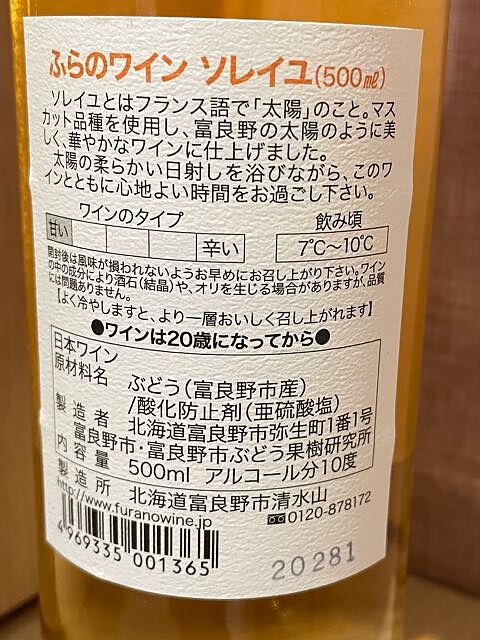 ふらのワイン ソレイユ(500㎖)
ソレイユとはフランス語で「太陽」のこと。マス
カット品種を使用し、富良野の太陽のように美
しく、華やかなワインに仕上げました。
太陽の柔らかい日射しを浴びながら、このワ
インとともに心地よい時間をお過ごし下さい。
ワインのタイプ 飲み頃
甘い 辛い 7℃～10℃
開封後は風味が損われないようお早めにお召し上がり下さい。ワイン
の中の成分により酒石(結晶)や、オリを生じる場合がありますが、品質
には問題ありません。
【よく冷やしますと、より一層おいしく召し上がれます】
●ワインは20歳になってから●
日本ワイン
原材料名 ぶどう(富良野市産)
/酸化防止剤(亜硫酸塩)
製造者 北海道富良野市弥生町1番1号
富良野市・富良野市ぶどう果樹研究所
内容量 500ml アルコール分10度
製造所 北海道富良野市清水山
http://www.furanowine.jp 0120-878172
4 969335 001365
20281